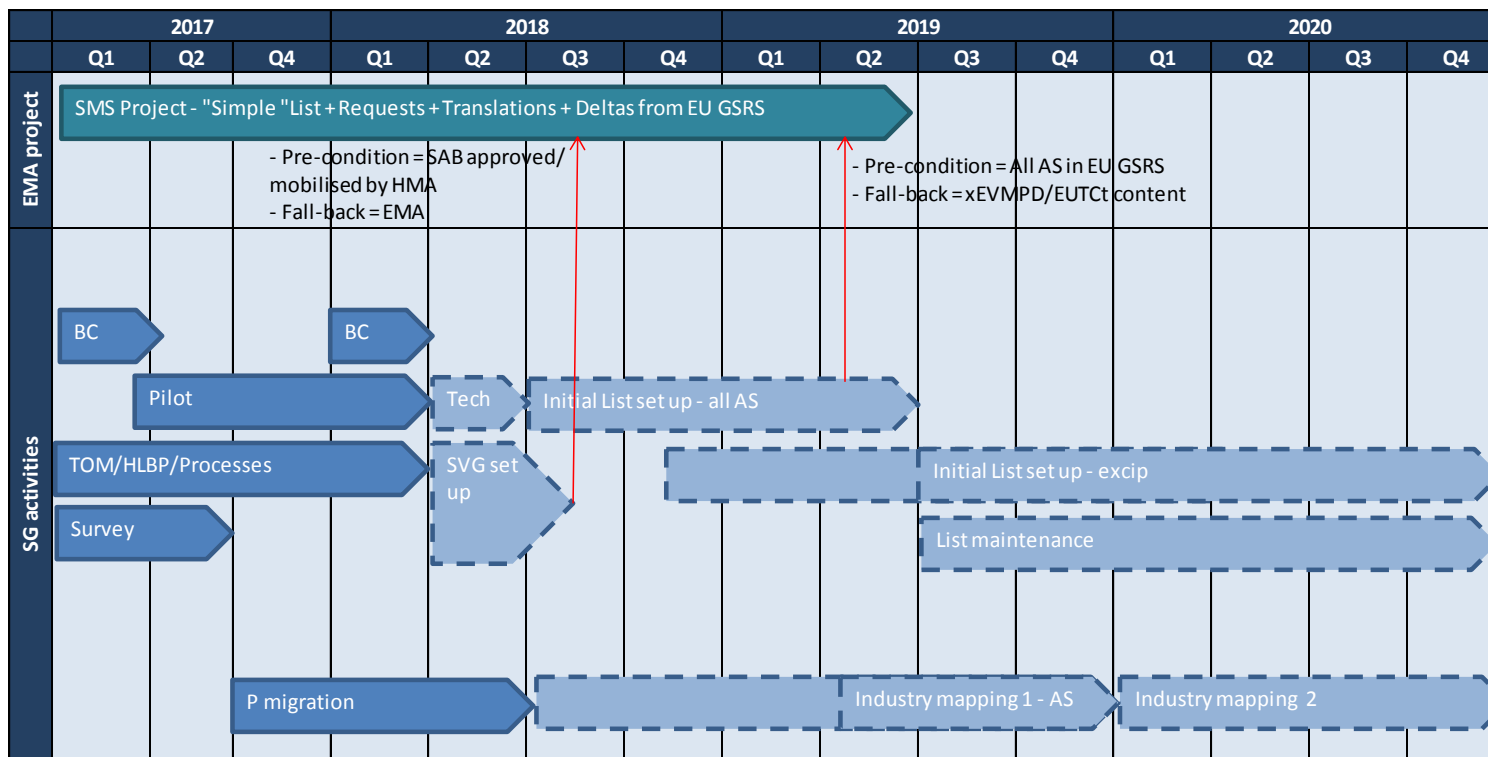 2017 2018 2019 2020
Q1 Q2 Q4 Q1 Q2 Q3 Q4 Q1 Q2 Q3 Q4 Q1 Q2 Q3 Q4
EMA project
SMS Project - "Simple "List + Requests + Translations + Deltas from EU GSRS
- Pre-condition = SAB approved/
mobilised by HMA
- Fall-back = EMA
- Pre-condition = All AS in EU GSRS
- Fall-back = xEVMPD/EUTCt content
SG activities
BC BC
Pilot Tech Initial List set up - all AS
TOM/HLBP/Processes SVG set
up
Initial List set up - excip
Survey List maintenance
P migration Industry mapping 1 - AS Industry mapping 2